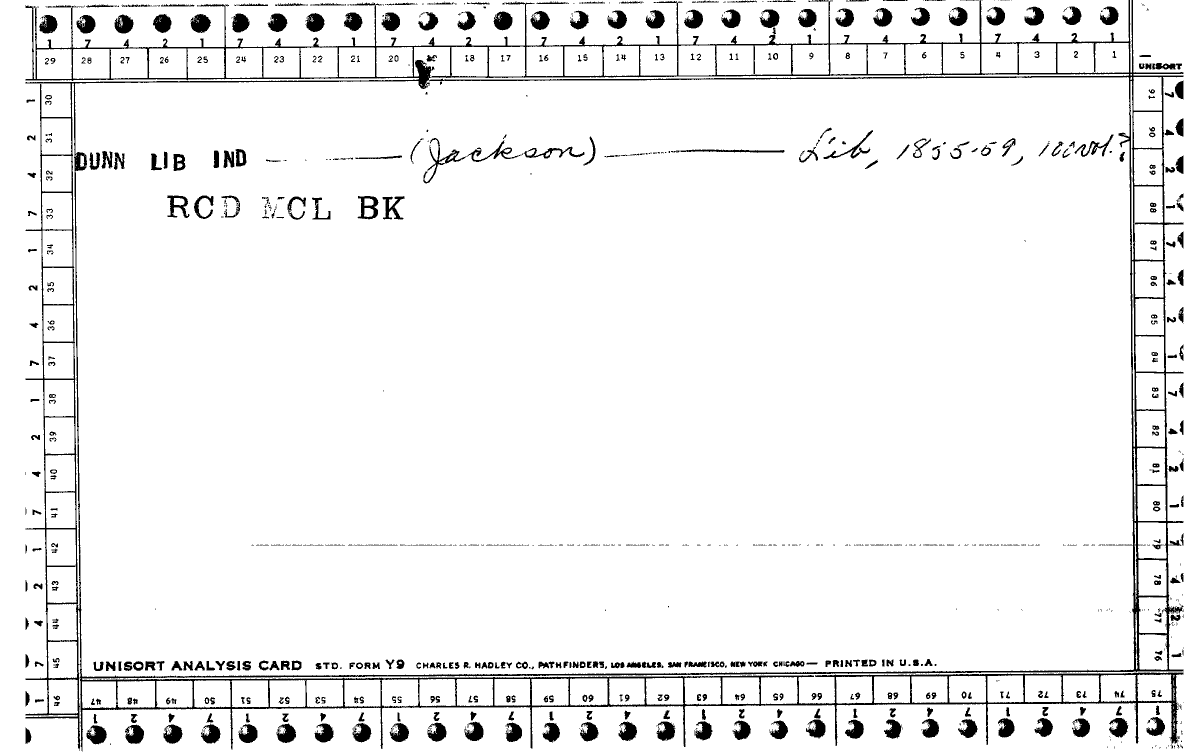 1 7 4 2 1 7 4 2 1 7 4 2 1 7 4 2 1 7 4 2 1 7 4 2 1 7 4 2 1
29 28 27 26 25 24 23 22 21 20 18 17 16 15 14 13 12 11 10 9 8 7 6 5 4 3 2 1
UNISORT
DUNN LIB IND (Jackson) Lib, 1855-59, 100 vol.?
RCD MCL BK
1 2 4 7 1 2 4 7 1 2 4 7 1 2 4 7 1
30 31 32 33 34 35 36 37 38 39 40 41 42 43 44 45 46
91 90 89 88 87 86 85 84 83 82 81 80 79 78 77 76
7 4 2 1 7 4 2 1 7 4 2 1 7 4 2 1
UNISORT ANALYSIS CARD STD. FORM Y9 CHARLES R. HADLEY CO., PATHFINDERS, LOS ANGELES, SAN FRANCISCO, NEW YORK CHICAGO — PRINTED IN U.S.A.
47 48 49 50 51 52 53 54 55 56 57 58 59 60 61 62 63 64 65 66 67 68 69 70 71 72 73 74 75
1 2 4 7 1 2 4 7 1 2 4 7 1 2 4 7 1 2 4 7 1 2 4 7 1 2 4 7 1